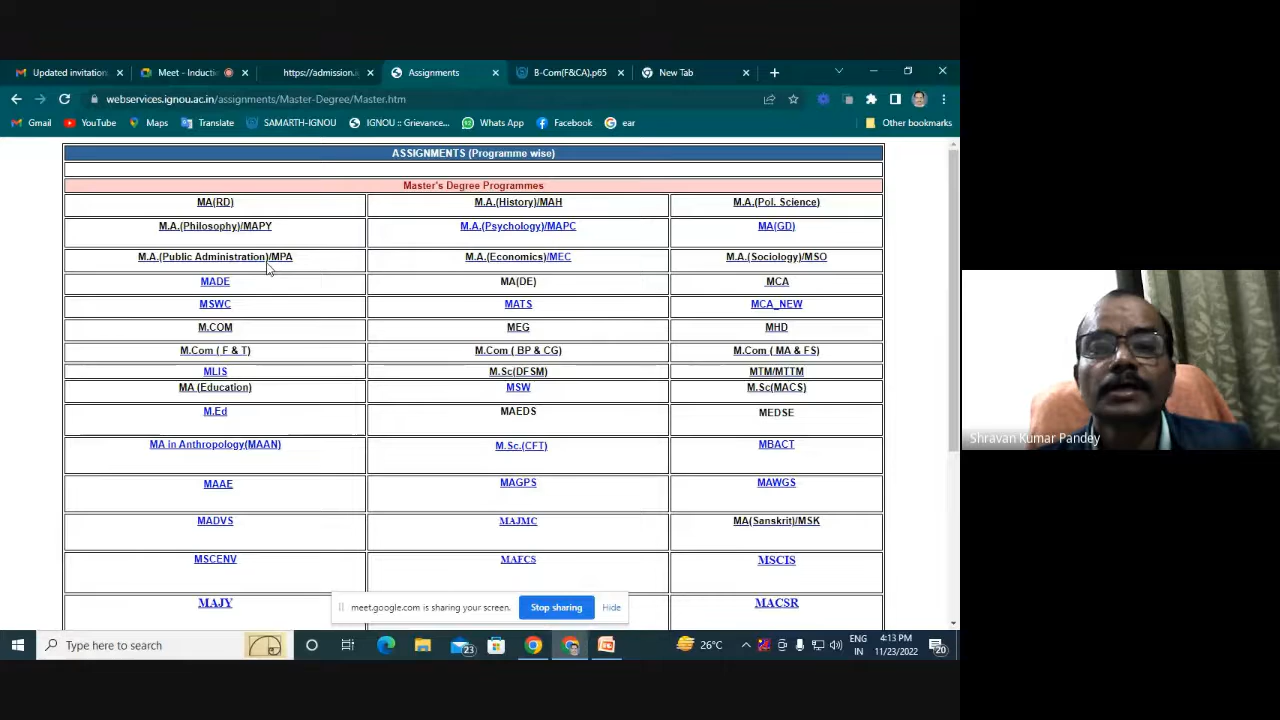 Updated invitation
Meet - Inducti
https://admission.i
Assignments
B-Com(F&CA).p65
New Tab
webservices.ignou.ac.in/assignments/Master-Degree/Master.htm
Gmail YouTube Maps Translate SAMARTH-IGNOU IGNOU :: Grievance... Whats App Facebook ear Other bookmarks
ASSIGNMENTS (Programme wise)
Master's Degree Programmes
MA(RD) M.A.(History)/MAH M.A.(Pol. Science)
M.A.(Philosophy)/MAPY M.A.(Psychology)/MAPC MA(GD)
M.A.(Public Administration)/MPA M.A.(Economics)/MEC M.A.(Sociology)/MSO
MADE MA(DE) MCA
MSWC MATS MCA_NEW
M.COM MEG MHD
M.Com ( F & T) M.Com ( BP & CG) M.Com ( MA & FS)
MLIS M.Sc(DFSM) MTM/MTTM
MA (Education) MSW M.Sc(MACS)
M.Ed MAEDS MEDSE
MA in Anthropology(MAAN) M.Sc.(CFT) MBACT
MAAE MAGPS MAWGS
MADVS MAJMC MA(Sanskrit)/MSK
MSCENV MAFCS MSCIS
MAJY MACSR
meet.google.com is sharing your screen. Stop sharing Hide
Type here to search
23
26°C
ENG
IN
4:13 PM
11/23/2022
20
Shravan Kumar Pandey